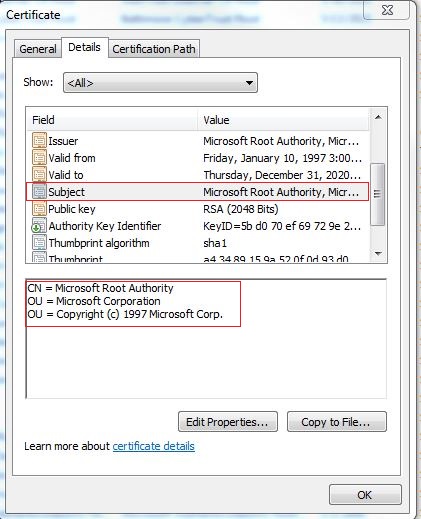 Certificate
General Details Certification Path
Show: <All>
Field Value
Issuer Microsoft Root Authority, Micr...
Valid from Friday, January 10, 1997 3:00...
Valid to Thursday, December 31, 2020...
Subject Microsoft Root Authority, Micr...
Public key RSA (2048 Bits)
Authority Key Identifier KeyID=5b d0 70 ef 69 72 9e 2...
Thumbprint algorithm sha1
Thumbprint a4 34 89 15 9a 52 0f 0d 93 d0...
CN = Microsoft Root Authority
OU = Microsoft Corporation
OU = Copyright (c) 1997 Microsoft Corp.
Edit Properties... Copy to File...
Learn more about certificate details
OK